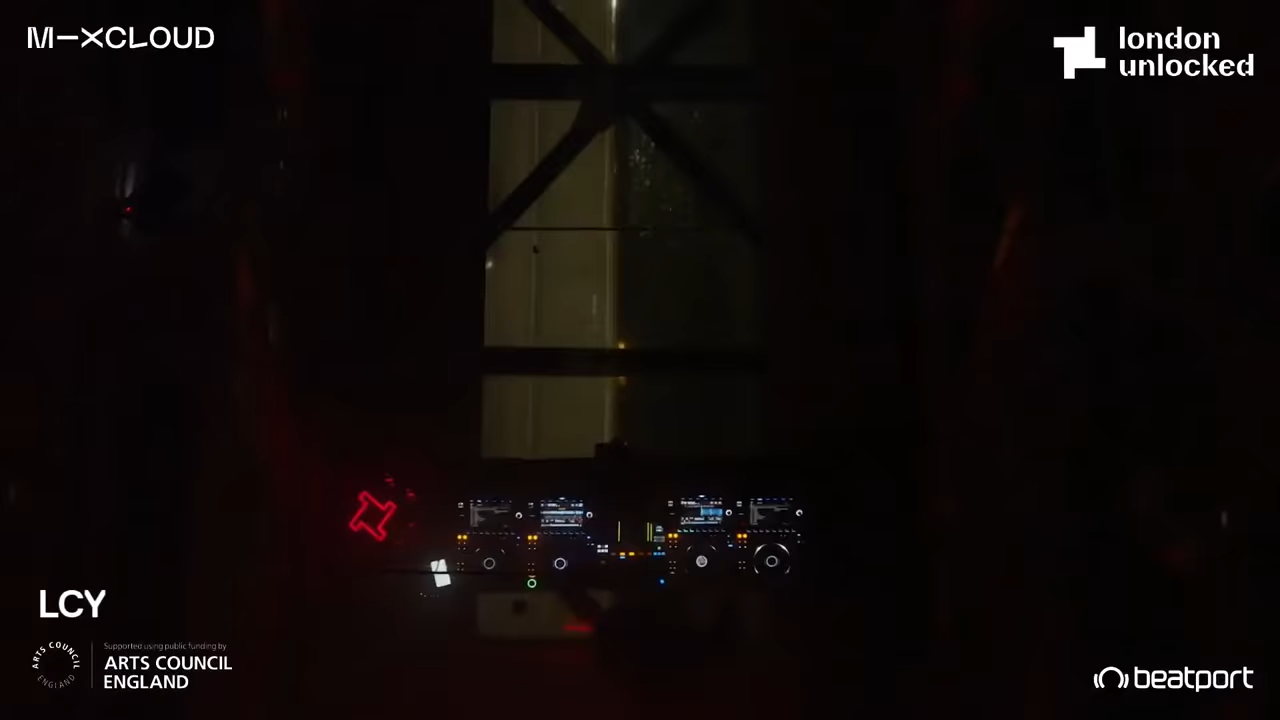 M–XCLOUD
london
unlocked
LCY
ARTS COUNCIL
ENGLAND
Supported using public funding by
ARTS COUNCIL
ENGLAND
beatport